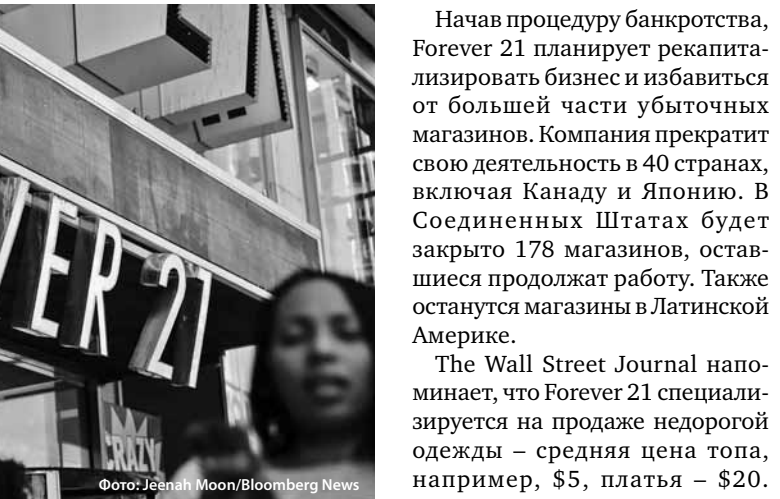 VER 21
CRAZY
Фото: Jeenah Moon/Bloomberg News
Начав процедуру банкротства,
Forever 21 планирует рекапита-
лизировать бизнес и избавиться
от большей части убыточных
магазинов. Компания прекратит
свою деятельность в 40 странах,
включая Канаду и Японию. В
Соединенных Штатах будет
закрыто 178 магазинов, остав-
шиеся продолжат работу. Также
останутся магазины в Латинской
Америке.
The Wall Street Journal напо-
минает, что Forever 21 специали-
зируется на продаже недорогой
одежды – средняя цена топа,
например, $5, платья – $20.